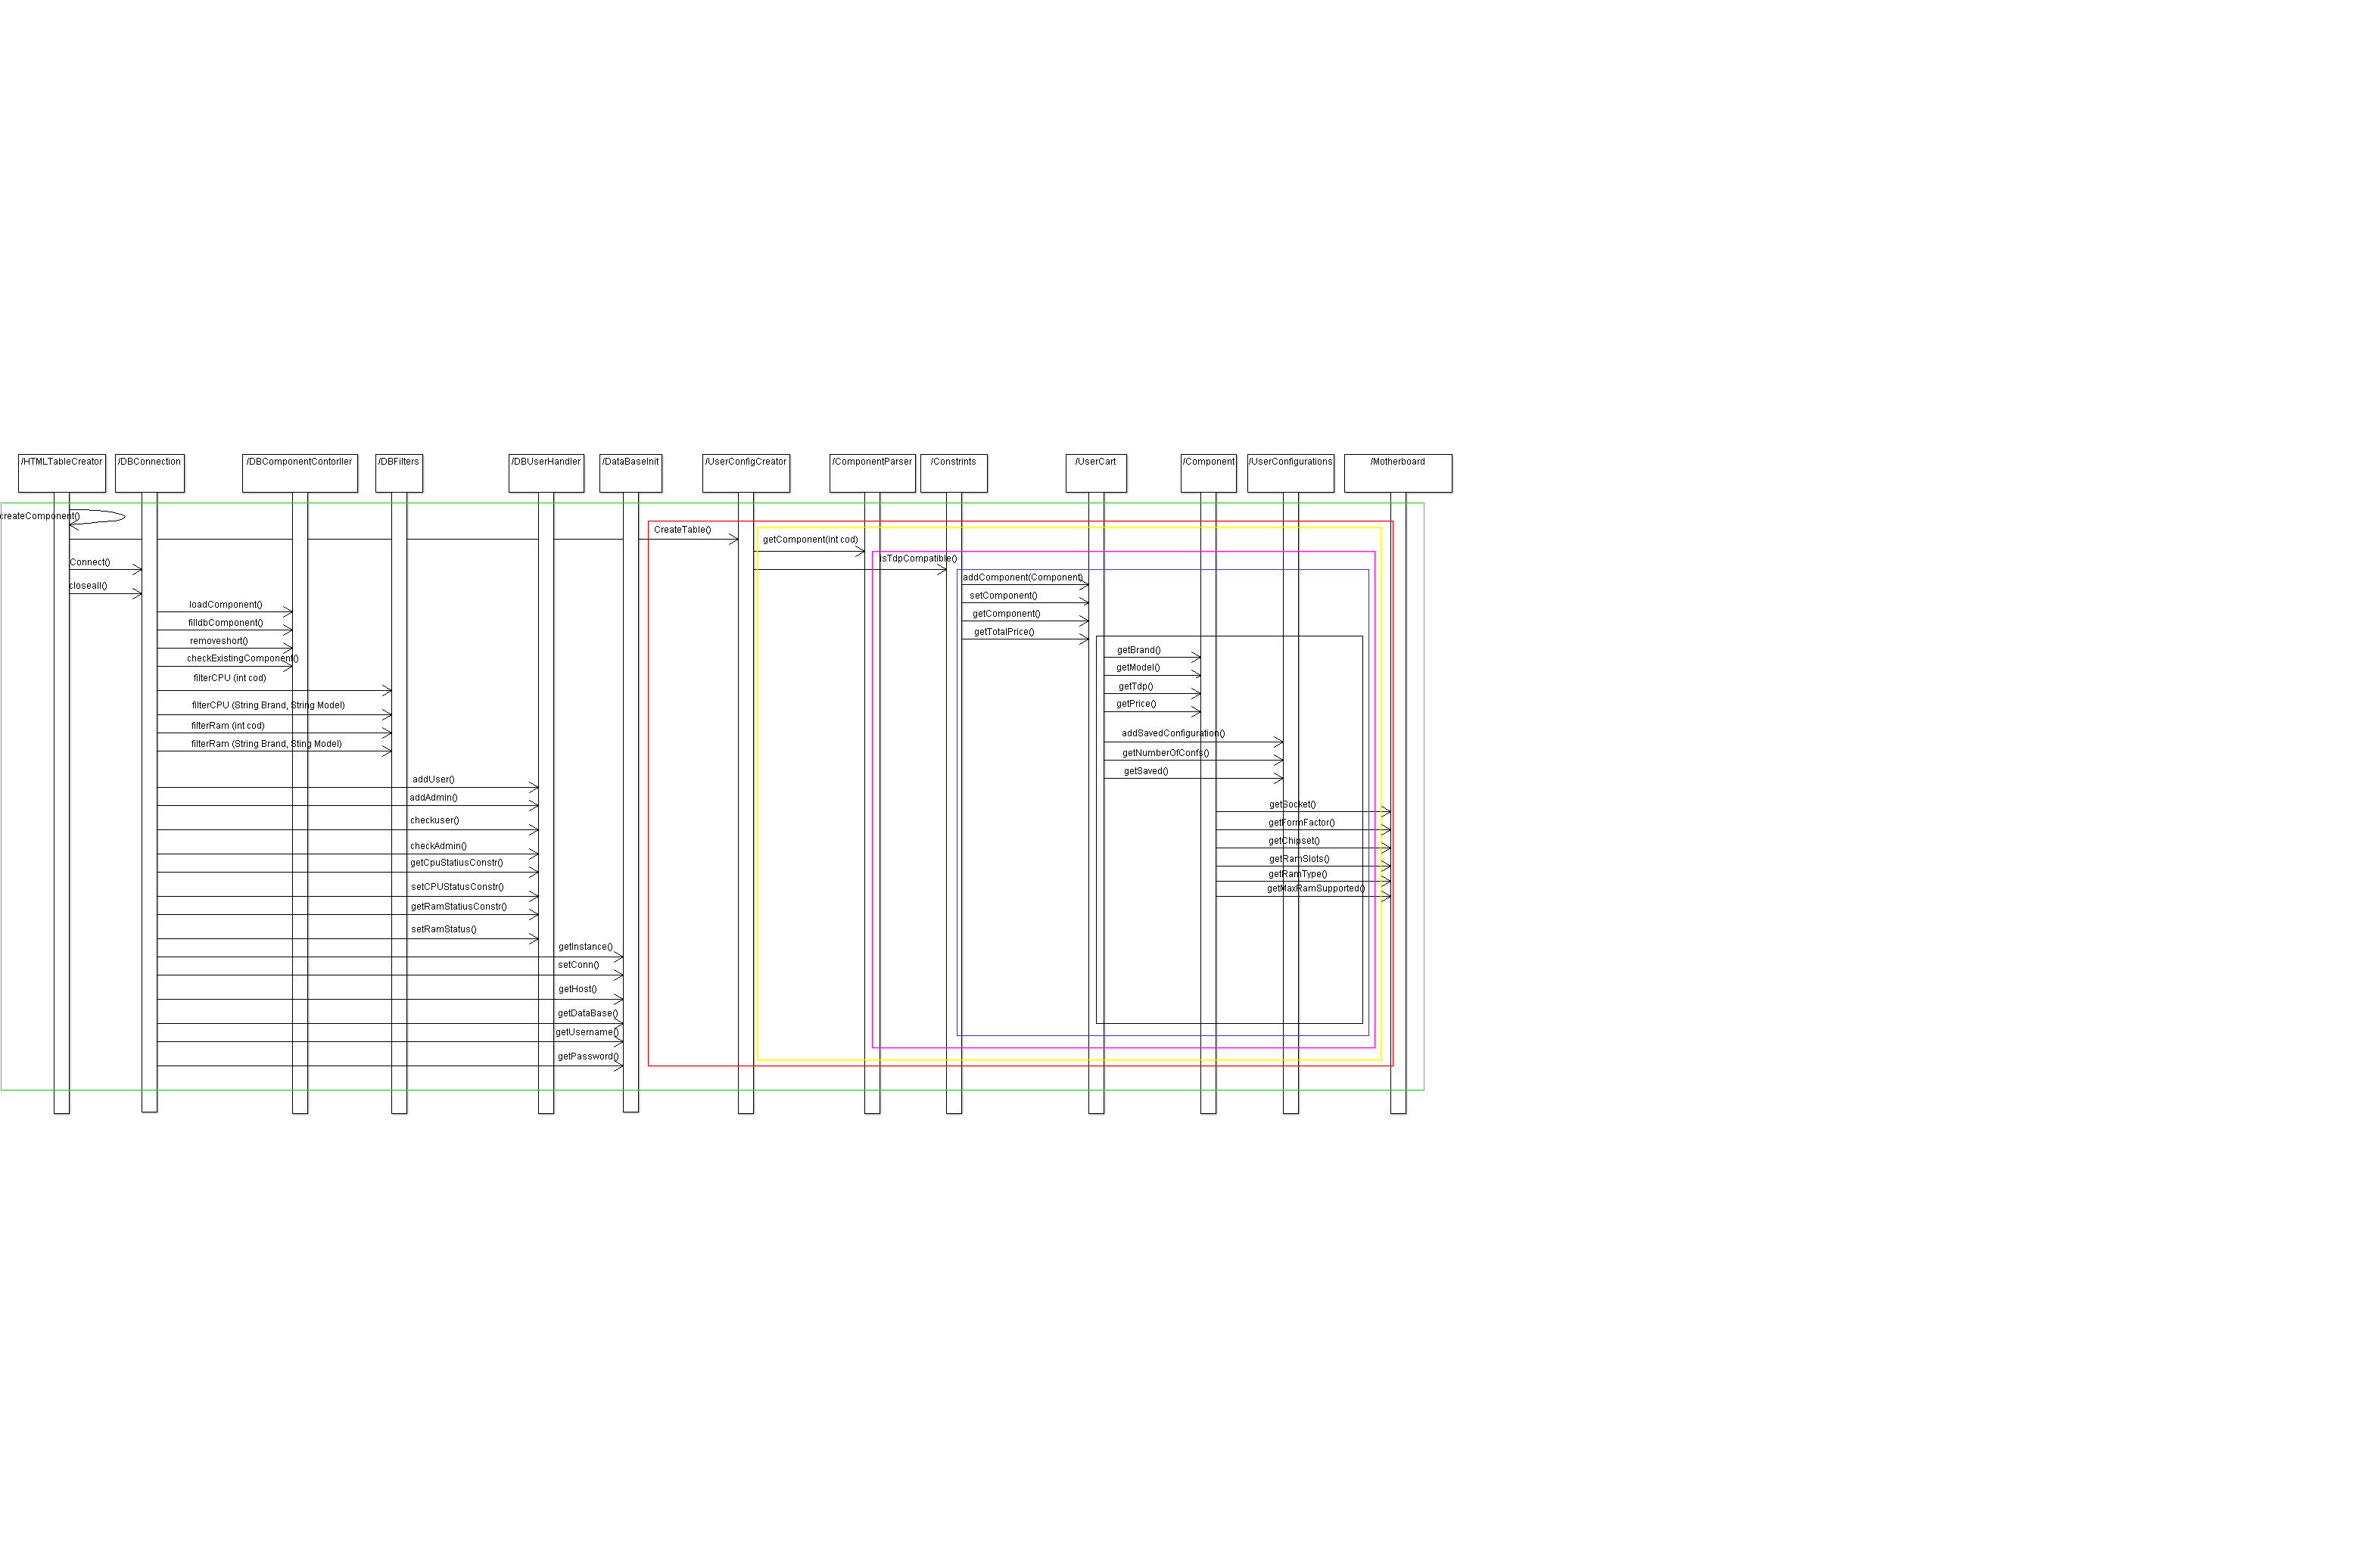 /HTMLTableCreator
/DBConnection
/DBComponentContorller
/DBFilters
/DBUserHandler
/DataBaseInit
/UserConfigCreator
/ComponentParser
/Constrints
/UserCart
/Component
/UserConfigurations
/Motherboard
createComponent()
CreateTable()
getComponent(int cod)
isTdpCompatible()
Connect()
addComponent(Component)
closeall()
setComponent()
loadComponent()
getComponent()
filldbComponent()
getTotalPrice()
removeshort()
getBrand()
checkExistingComponent()
getModel()
filterCPU (int cod)
getTdp()
filterCPU (String Brand, String Model)
getPrice()
filterRam (int cod)
addSavedConfiguration()
filterRam (String Brand, Sting Model)
getNumberOfConfs()
getSaved()
addUser()
addAdmin()
getSocket()
checkuser()
getFormFactor()
getChipset()
checkAdmin()
getRamSlots()
getCpuStatiusConstr()
getRamType()
setCPUStatusConstr()
getMaxRamSupported()
getRamStatiusConstr()
setRamStatus()
getInstance()
setConn()
getHost()
getDataBase()
getUsername()
getPassword()